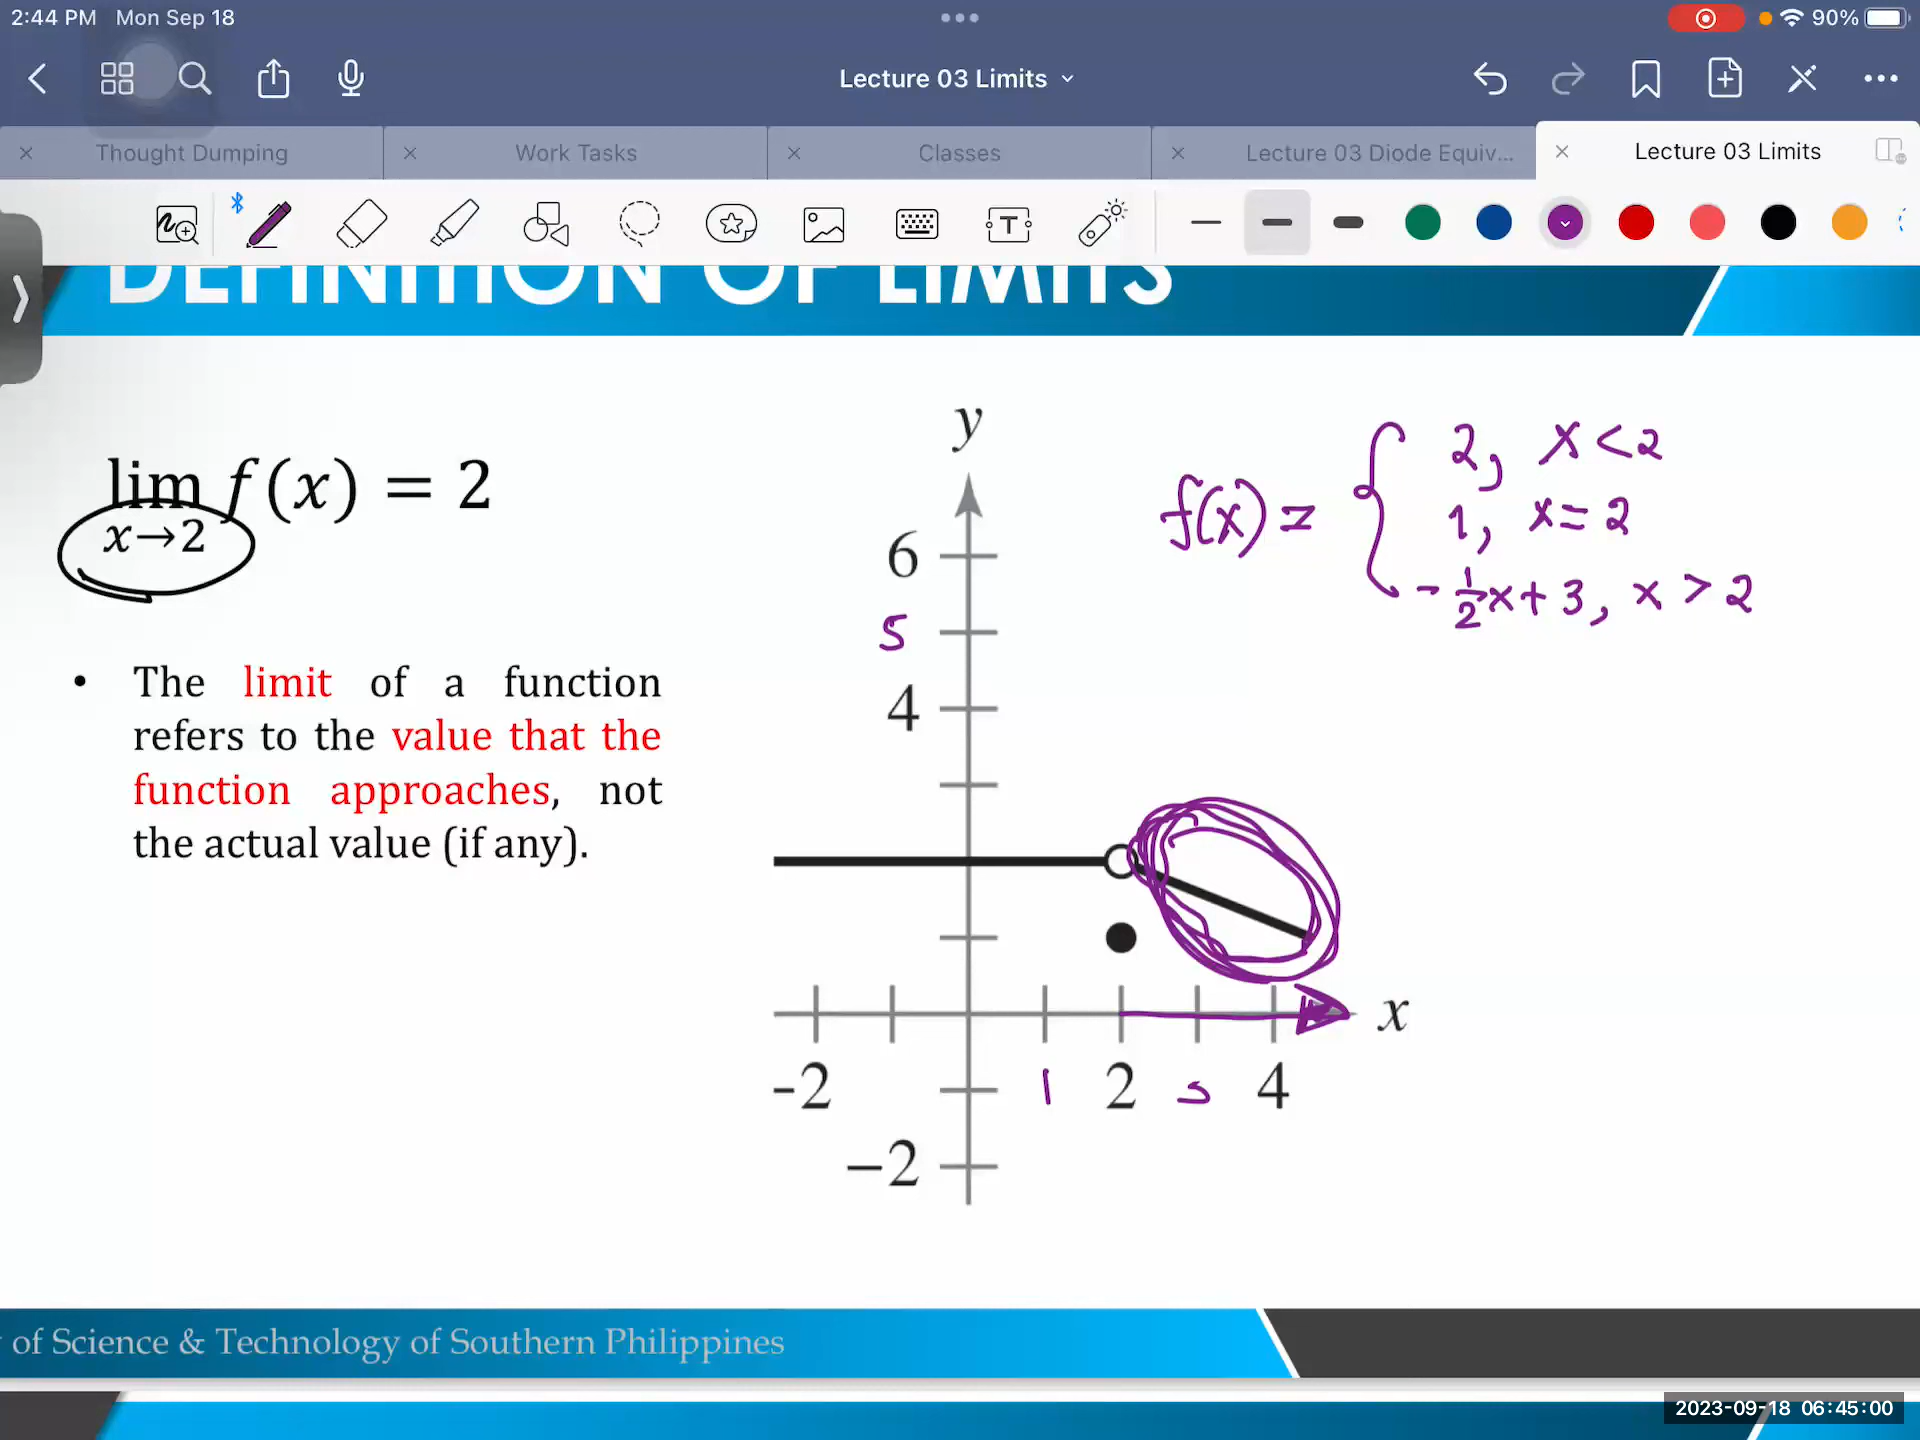 2:44 PM Mon Sep 18
90%
Lecture 03 Limits
Thought Dumping
Work Tasks
Classes
Lecture 03 Diode Equiv...
Lecture 03 Limits
DEFINITION OF LIMITS
lim f(x) = 2
x→2
• The limit of a function
refers to the value that the
function approaches, not
the actual value (if any).
y
6
5
4
-2
1
2
4
x
−2
f(x) = { 2, x < 2
1, x = 2
-1/2x + 3, x > 2
of Science & Technology of Southern Philippines
2023-09-18 06:45:00